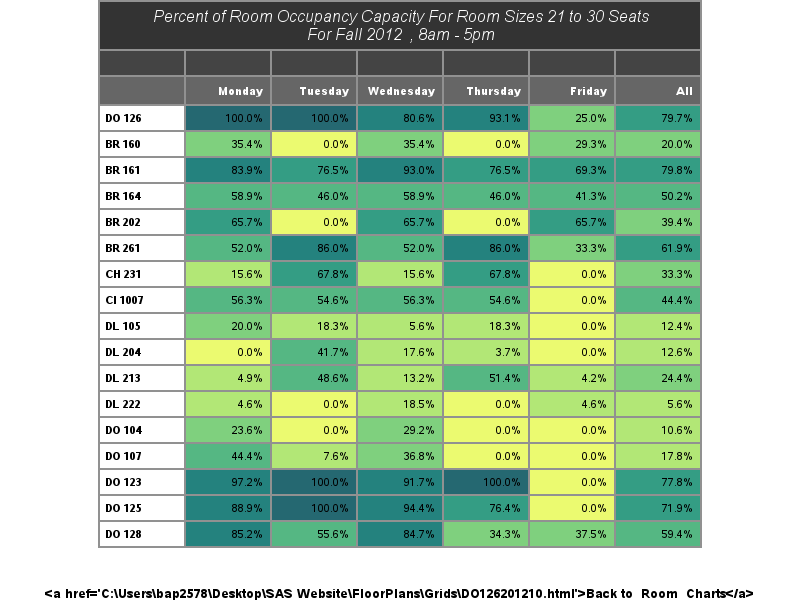 Percent of Room Occupancy Capacity For Room Sizes 21 to 30 Seats
For Fall 2012 , 8am - 5pm
Monday Tuesday Wednesday Thursday Friday All
DO 126 100.0% 100.0% 80.6% 93.1% 25.0% 79.7%
BR 160 35.4% 0.0% 35.4% 0.0% 29.3% 20.0%
BR 161 83.9% 76.5% 93.0% 76.5% 69.3% 79.8%
BR 164 58.9% 46.0% 58.9% 46.0% 41.3% 50.2%
BR 202 65.7% 0.0% 65.7% 0.0% 65.7% 39.4%
BR 261 52.0% 86.0% 52.0% 86.0% 33.3% 61.9%
CH 231 15.6% 67.8% 15.6% 67.8% 0.0% 33.3%
CI 1007 56.3% 54.6% 56.3% 54.6% 0.0% 44.4%
DL 105 20.0% 18.3% 5.6% 18.3% 0.0% 12.4%
DL 204 0.0% 41.7% 17.6% 3.7% 0.0% 12.6%
DL 213 4.9% 48.6% 13.2% 51.4% 4.2% 24.4%
DL 222 4.6% 0.0% 18.5% 0.0% 4.6% 5.6%
DO 104 23.6% 0.0% 29.2% 0.0% 0.0% 10.6%
DO 107 44.4% 7.6% 36.8% 0.0% 0.0% 17.8%
DO 123 97.2% 100.0% 91.7% 100.0% 0.0% 77.8%
DO 125 88.9% 100.0% 94.4% 76.4% 0.0% 71.9%
DO 128 85.2% 55.6% 84.7% 34.3% 37.5% 59.4%
<a href='C:\Users\bap2578\Desktop\SAS Website\FloorPlans\Grids\DO126201210.html'>Back to Room Charts</a>